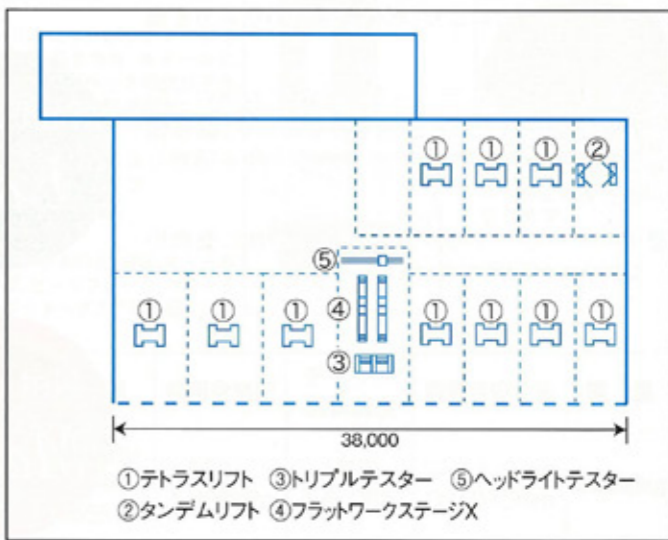 ① ① ① ②
⑤
① ① ① ④ ① ① ① ①
③
38,000
①テトラスリフト ③トリプルテスター ⑤ヘッドライトテスター
②タンデムリフト ④フラットワークステージX